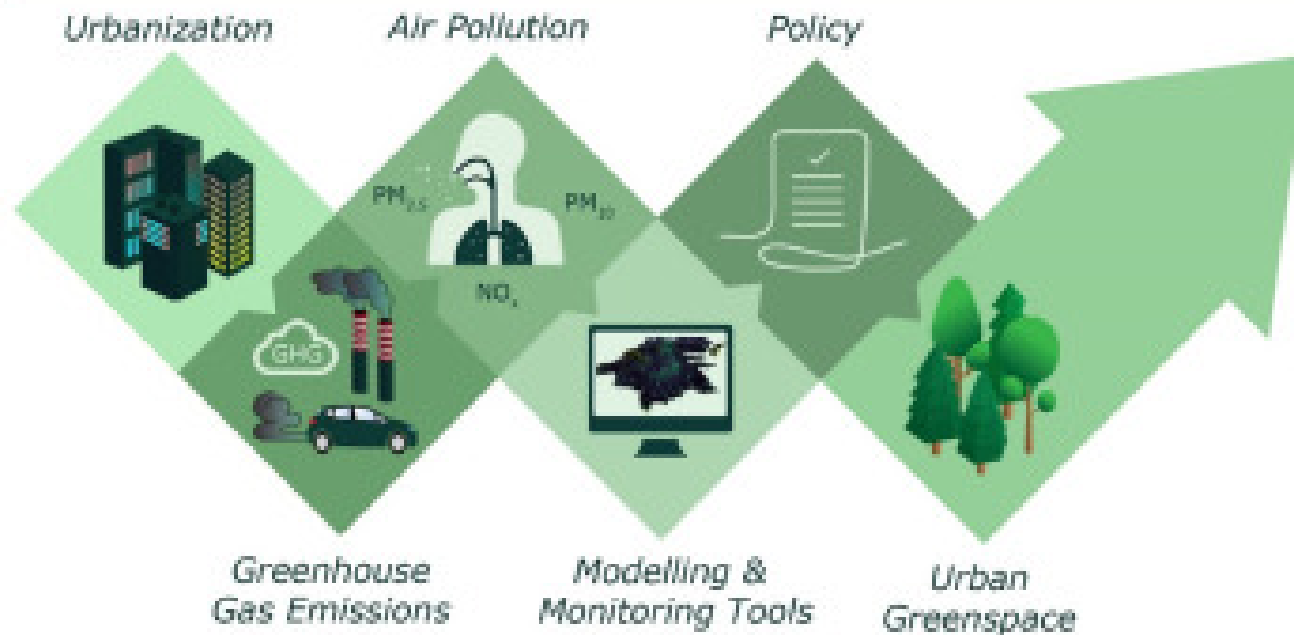 Urbanization
Air Pollution
Policy
PM2.5
PM10
NOx
GHG
Greenhouse
Gas Emissions
Modelling &
Monitoring Tools
Urban
Greenspace